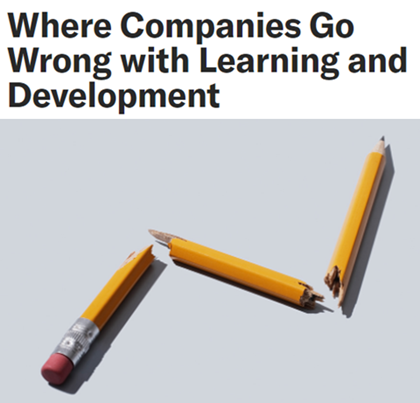 Where Companies Go
Wrong with Learning and
Development